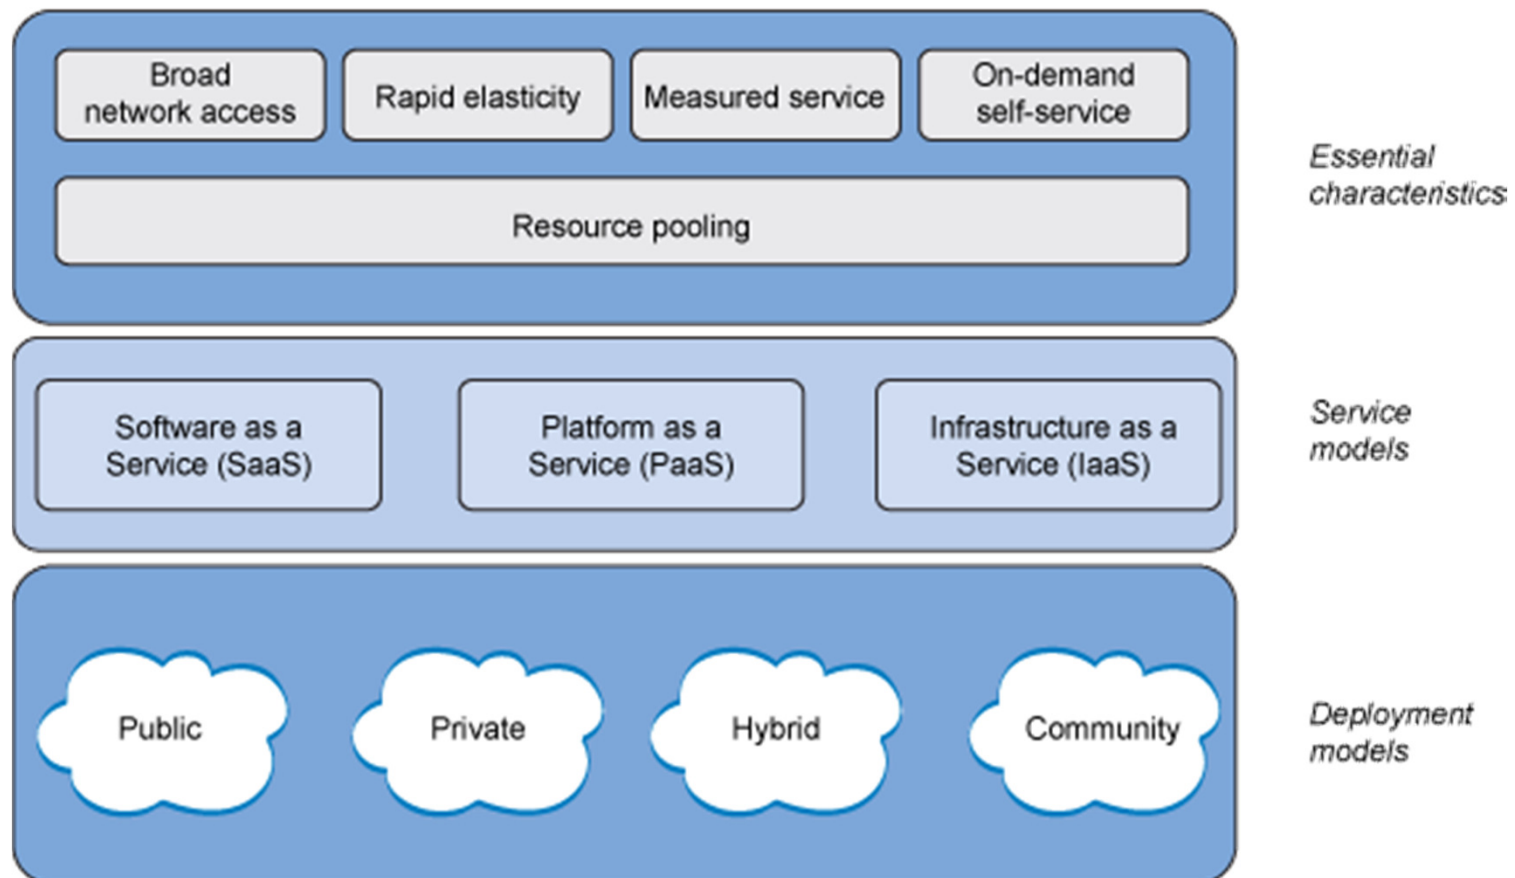 Broad
network access
Rapid elasticity
Measured service
On-demand
self-service
Resource pooling
Essential
characteristics
Software as a
Service (SaaS)
Platform as a
Service (PaaS)
Infrastructure as a
Service (IaaS)
Service
models
Public
Private
Hybrid
Community
Deployment
models